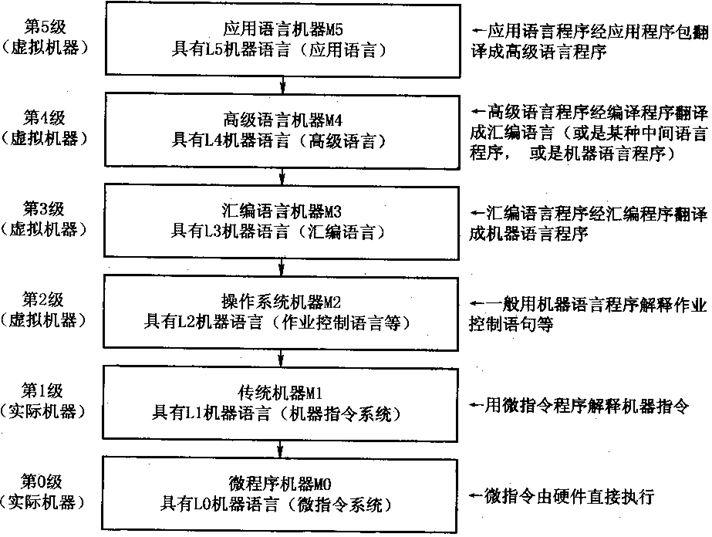 第5级
(虚拟机器)
应用语言机器M5
具有L5机器语言(应用语言)
←应用语言程序经应用程序包翻
译成高级语言程序
第4级
(虚拟机器)
高级语言机器M4
具有L4机器语言(高级语言)
←高级语言程序经编译程序翻译
成汇编语言(或是某种中间语言
程序, 或是机器语言程序)
第3级
(虚拟机器)
汇编语言机器M3
具有L3机器语言(汇编语言)
←汇编语言程序经汇编程序翻译
成机器语言程序
第2级
(虚拟机器)
操作系统机器M2
具有L2机器语言(作业控制语言等)
←一般用机器语言程序解释作业
控制语句等
第1级
(实际机器)
传统机器M1
具有L1机器语言(机器指令系统)
←用微指令程序解释机器指令
第0级
(实际机器)
微程序机器M0
具有L0机器语言(微指令系统)
←微指令由硬件直接执行